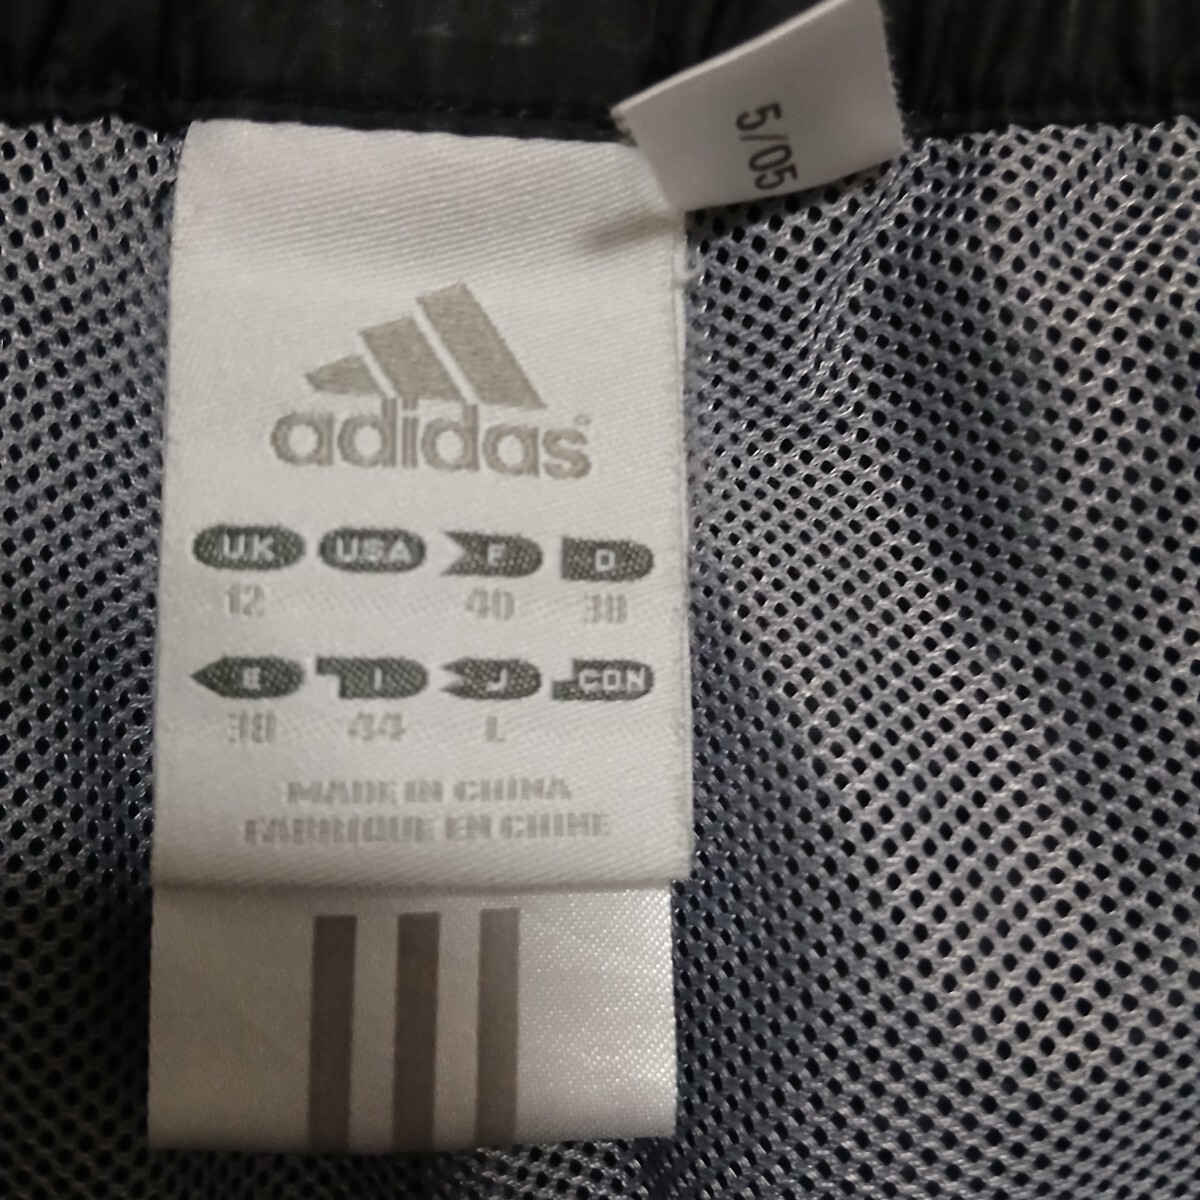 5/05
adidas®
UK USA F D
12 40 38
E I J CON
38 44 L
MADE IN CHINA
FABRIQUE EN CHINE